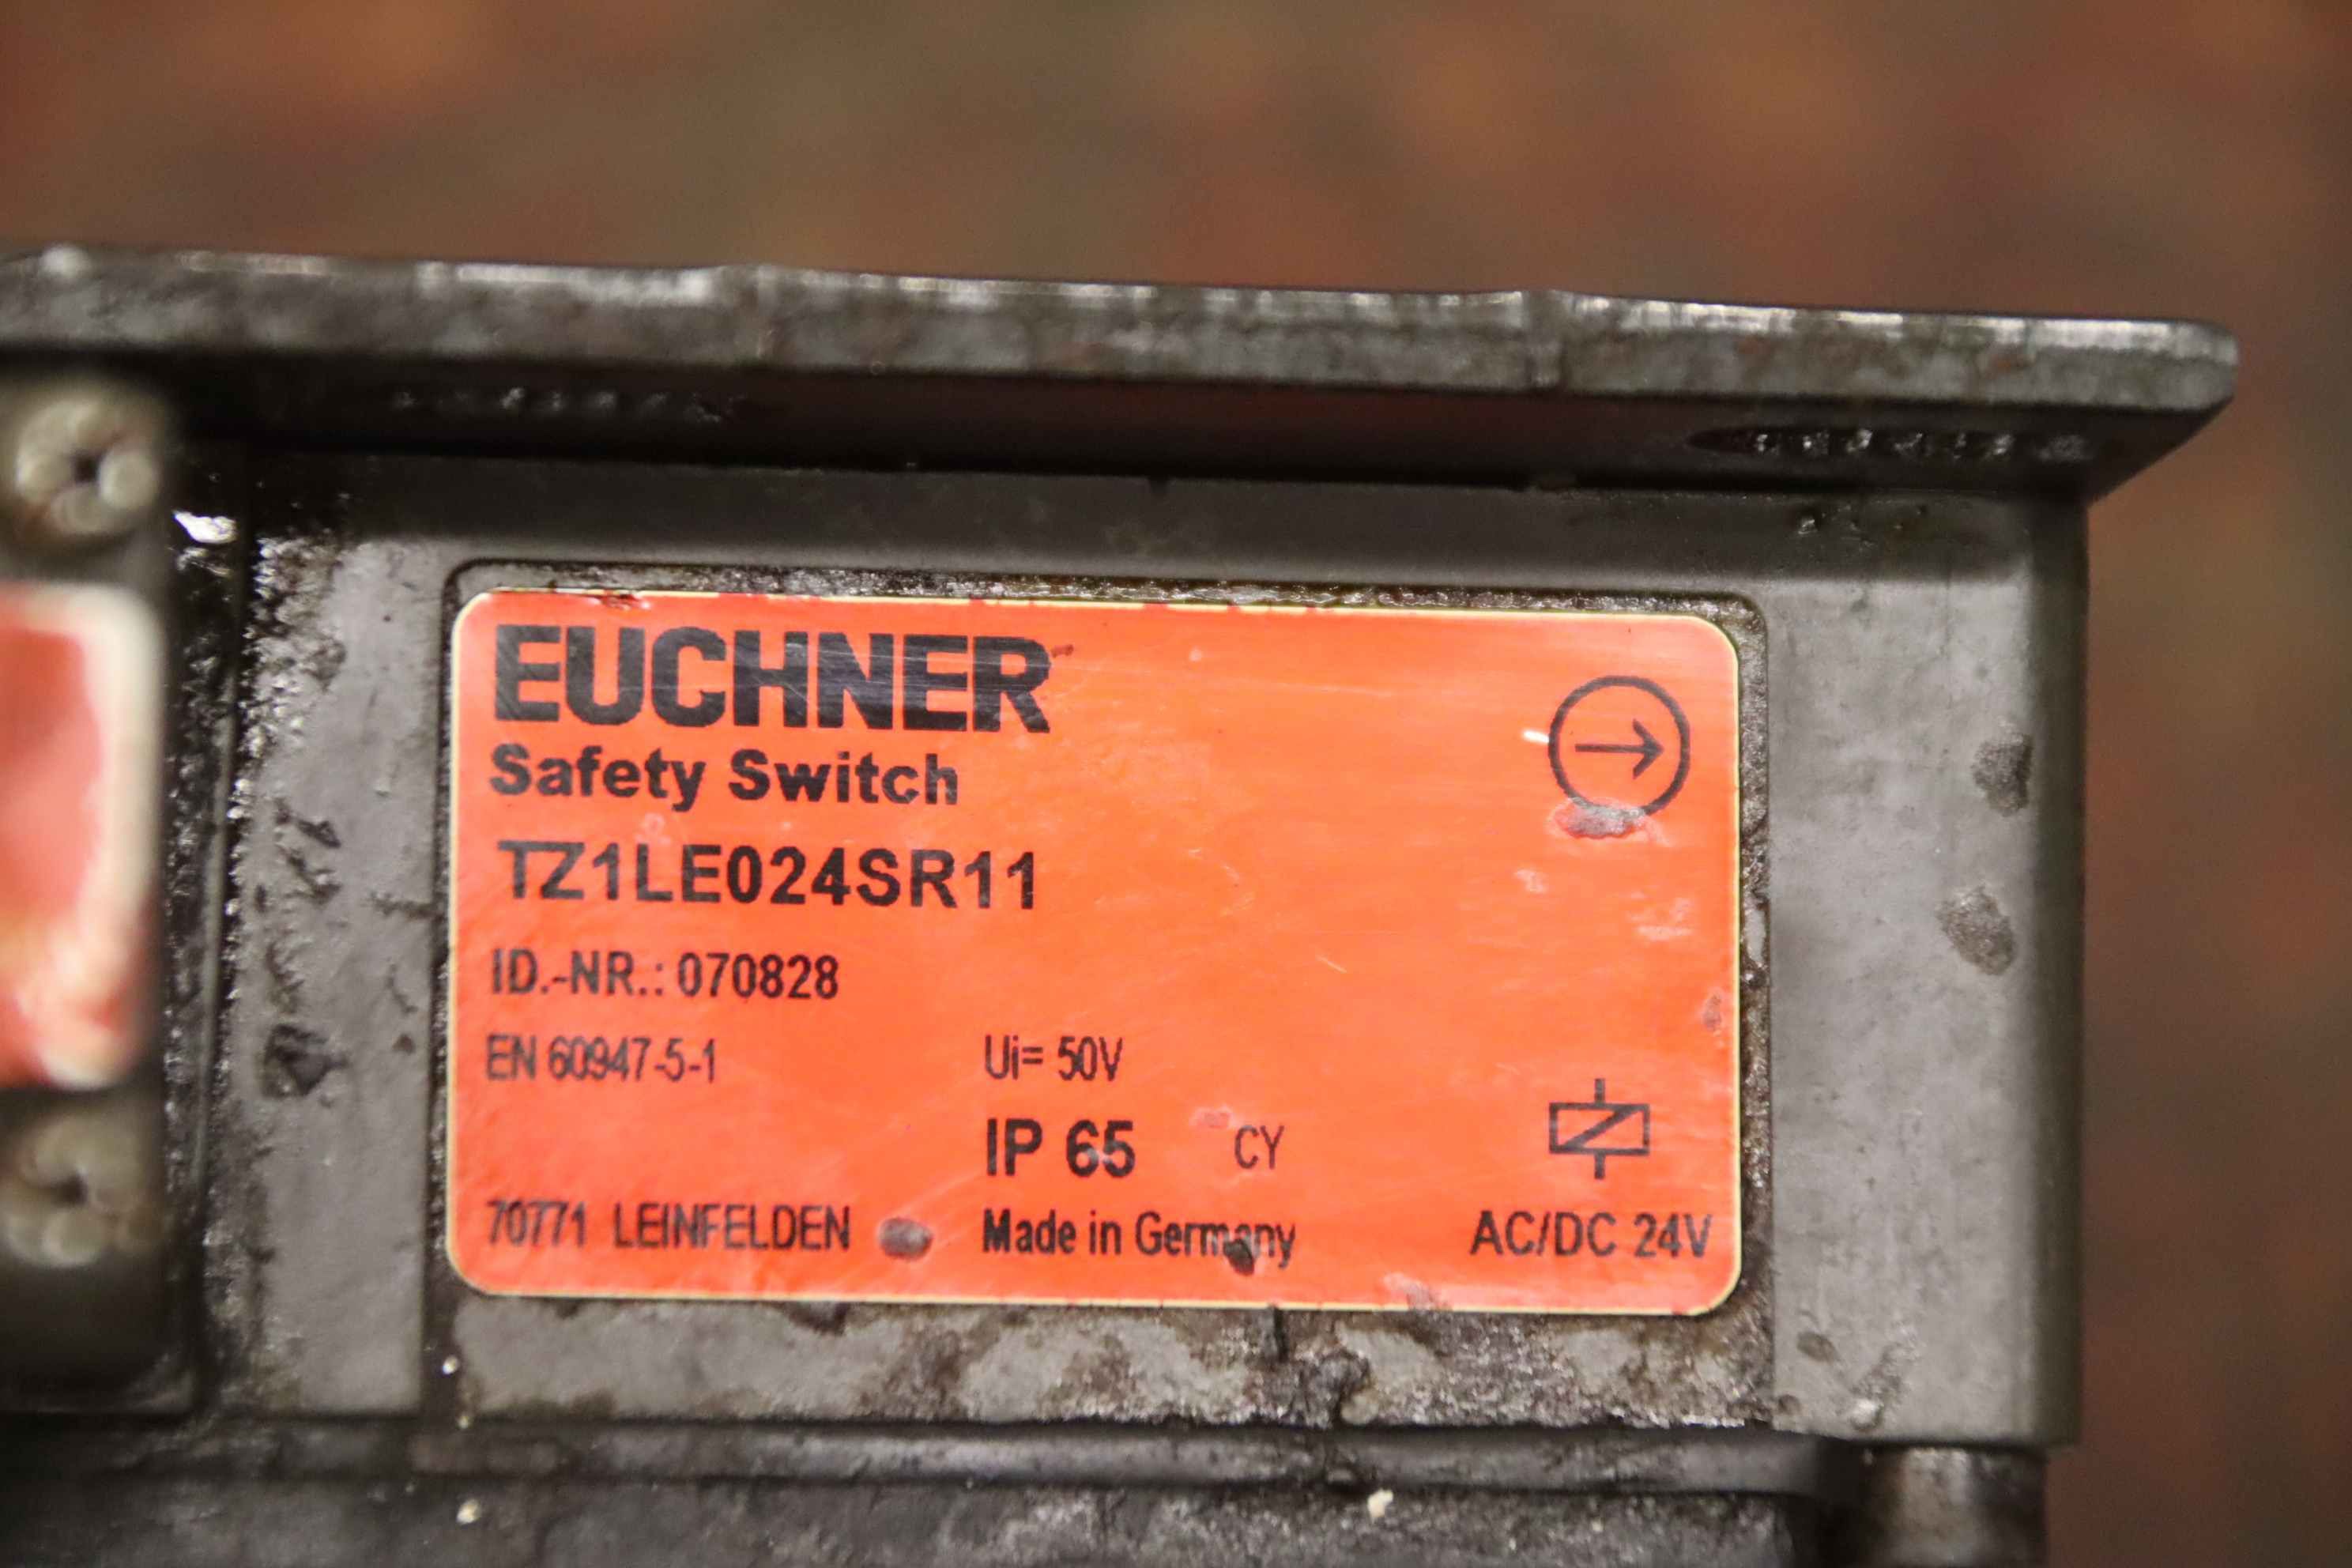 EUCHNER
Safety Switch
TZ1LE024SR11
ID.-NR.: 070828
EN 60947-5-1 Ui= 50V
IP 65 CY
70771 LEINFELDEN Made in Germany AC/DC 24V